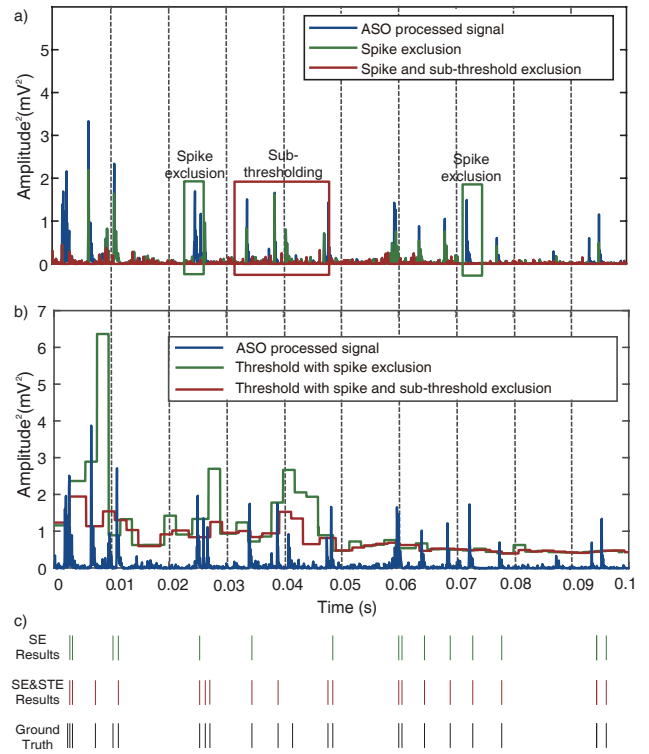 a)
6
5
4
3
2
1
0
Amplitude²(mV²)
ASO processed signal
Spike exclusion
Spike and sub-threshold exclusion
Spike
exclusion
Sub-
thresholding
Spike
exclusion
b)
7
6
5
4
3
2
1
0
Amplitude²(mV²)
ASO processed signal
Threshold with spike exclusion
Threshold with spike and sub-threshold exclusion
0 0.01 0.02 0.03 0.04 0.05 0.06 0.07 0.08 0.09 0.1
Time (s)
c)
SE
Results
SE&STE
Results
Ground
Truth